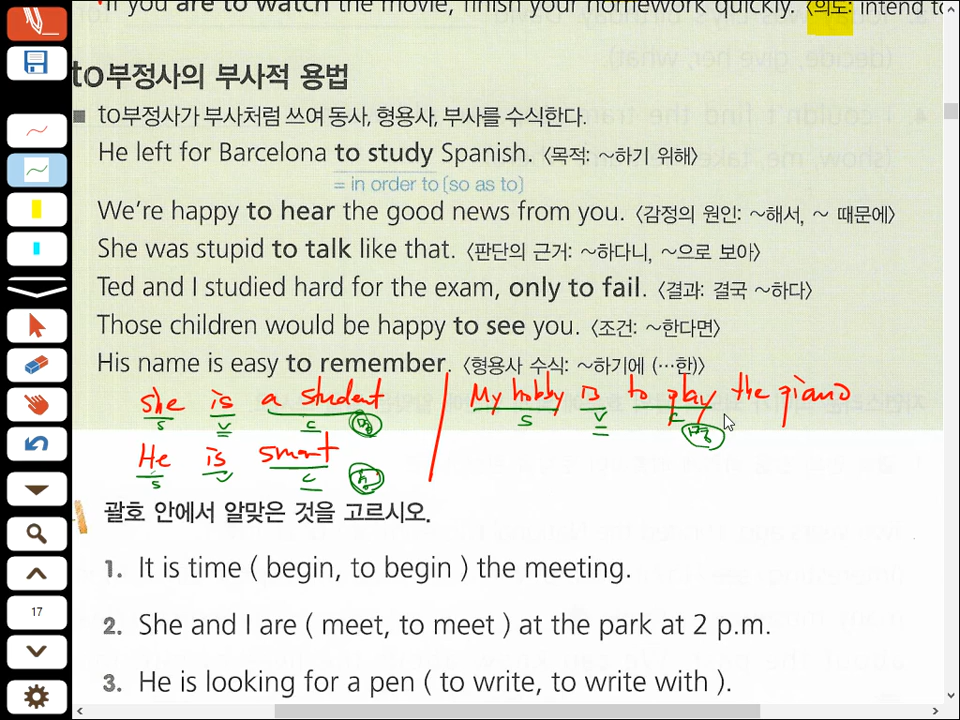 If you are to watch the movie, finish your homework quickly. 〈의도: intend to
to부정사의 부사적 용법
■ to부정사가 부사처럼 쓰여 동사, 형용사, 부사를 수식한다.
He left for Barcelona to study Spanish. 〈목적: ~하기 위해〉
= in order to (so as to)
We're happy to hear the good news from you. 〈감정의 원인: ~해서, ~ 때문에〉
She was stupid to talk like that. 〈판단의 근거: ~하다니, ~으로 보아〉
Ted and I studied hard for the exam, only to fail. 〈결과: 결국 ~하다〉
Those children would be happy to see you. 〈조건: ~한다면〉
His name is easy to remember. 〈형용사 수식: ~하기에 (…한)〉
She is a student
S V C 명
My hobby is to play the piano
S V C 명
He is smart
S V C 형
괄호 안에서 알맞은 것을 고르시오.
1. It is time ( begin, to begin ) the meeting.
2. She and I are ( meet, to meet ) at the park at 2 p.m.
17
3. He is looking for a pen ( to write, to write with ).